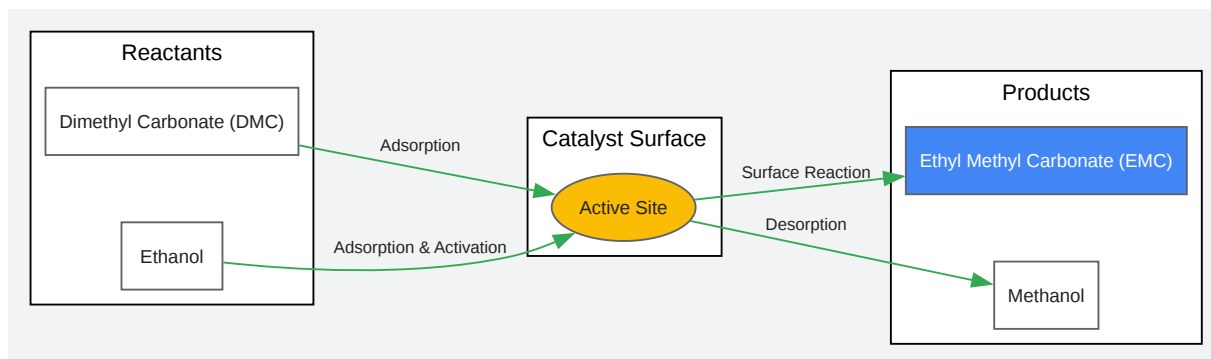 Reactants
Dimethyl Carbonate (DMC)
Ethanol
Adsorption
Adsorption & Activation
Catalyst Surface
Active Site
Surface Reaction
Desorption
Products
Ethyl Methyl Carbonate (EMC)
Methanol